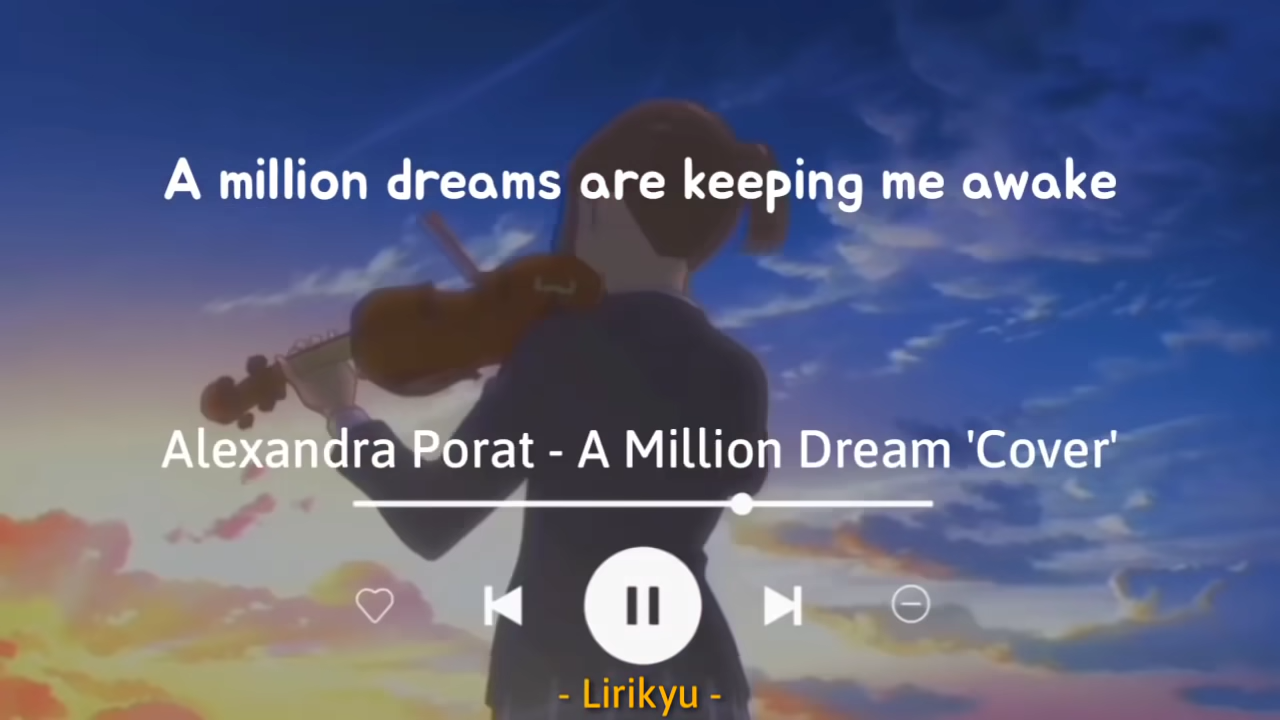 A million dreams are keeping me awake
Alexandra Porat - A Million Dream 'Cover'
- Lirikyu -